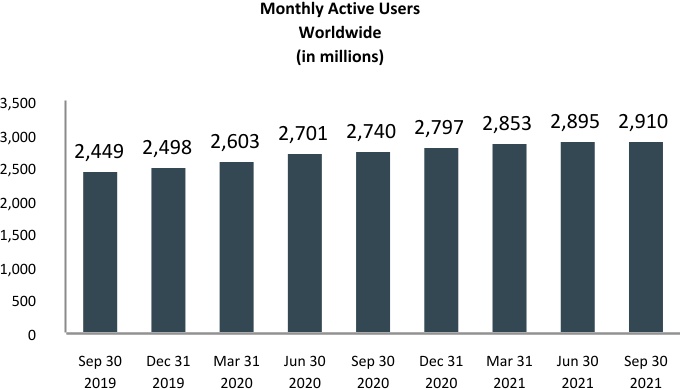 Monthly Active Users
Worldwide
(in millions)
3,500
3,000
2,500
2,000
1,500
1,000
500
0
2,449 2,498 2,603 2,701 2,740 2,797 2,853 2,895 2,910
Sep 30 Dec 31 Mar 31 Jun 30 Sep 30 Dec 31 Mar 31 Jun 30 Sep 30
2019 2019 2020 2020 2020 2020 2021 2021 2021